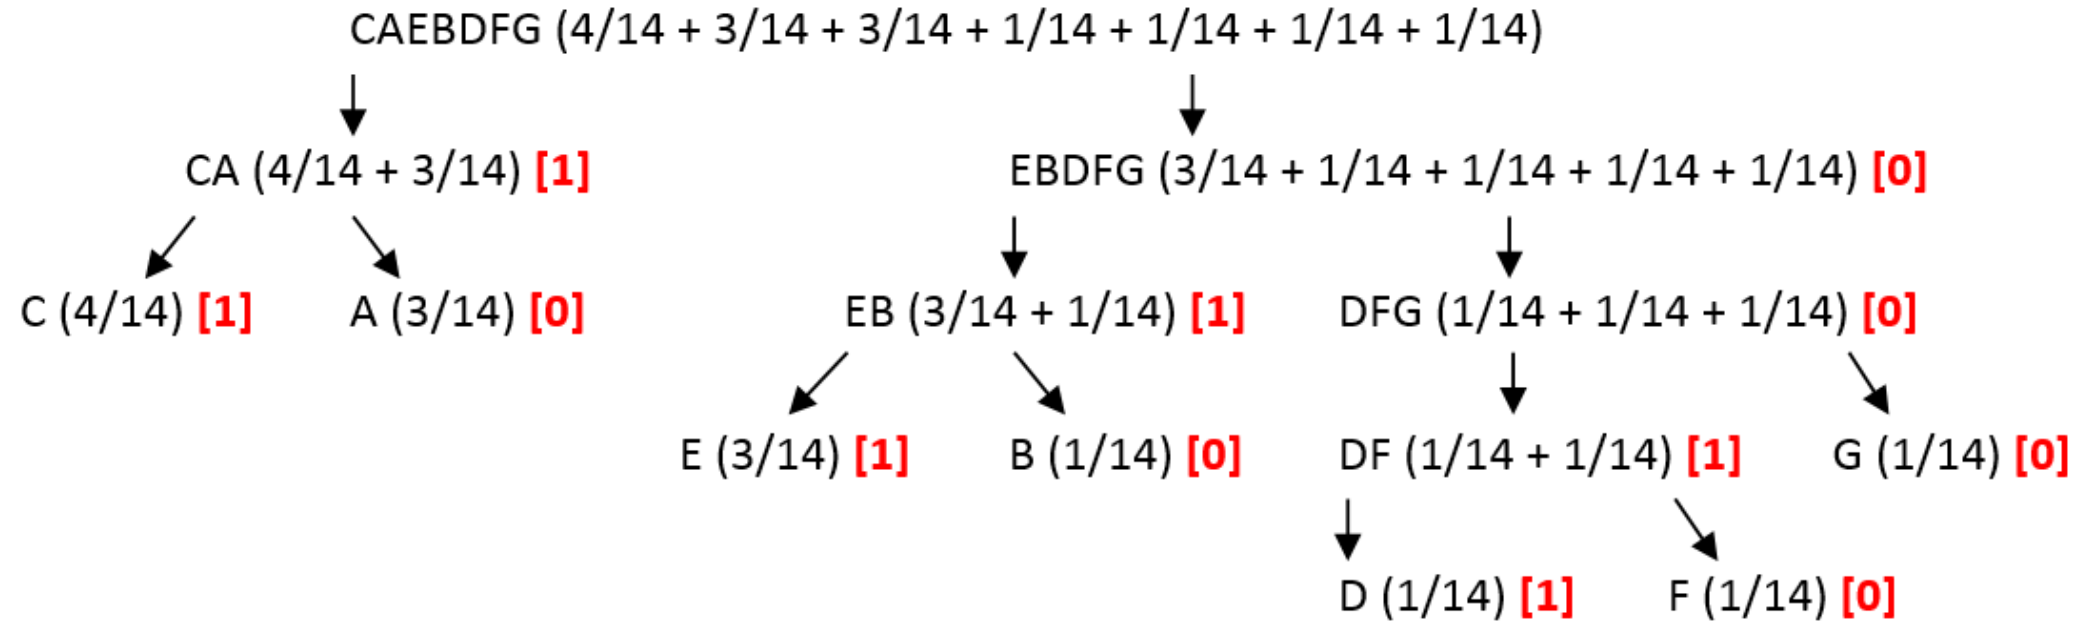 CAEBDFG (4/14 + 3/14 + 3/14 + 1/14 + 1/14 + 1/14 + 1/14)
CA (4/14 + 3/14) [1]
EBDFG (3/14 + 1/14 + 1/14 + 1/14 + 1/14) [0]
C (4/14) [1]
A (3/14) [0]
EB (3/14 + 1/14) [1]
DFG (1/14 + 1/14 + 1/14) [0]
E (3/14) [1]
B (1/14) [0]
DF (1/14 + 1/14) [1]
G (1/14) [0]
D (1/14) [1]
F (1/14) [0]